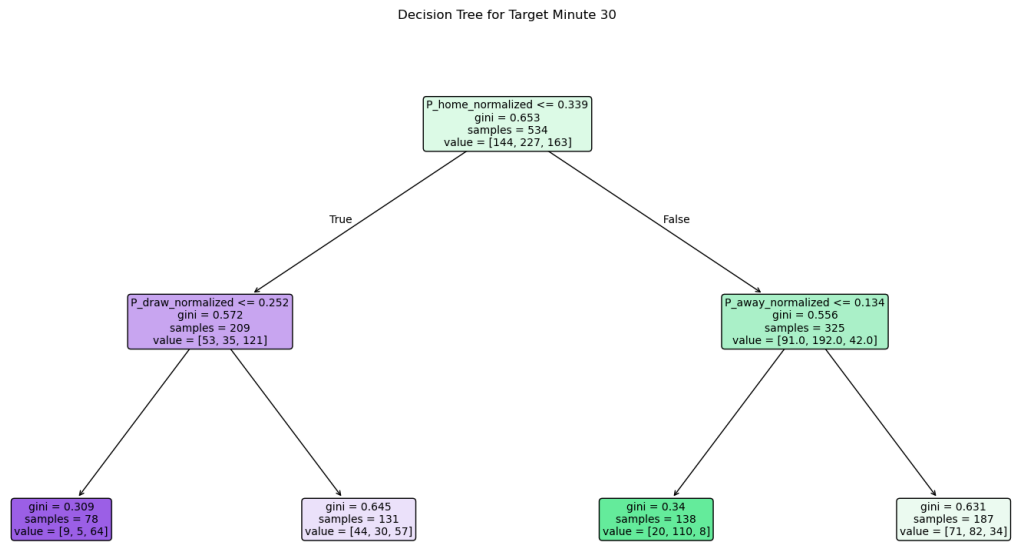 Decision Tree for Target Minute 30
P_home_normalized <= 0.339
gini = 0.653
samples = 534
value = [144, 227, 163]
True
False
P_draw_normalized <= 0.252
gini = 0.572
samples = 209
value = [53, 35, 121]
P_away_normalized <= 0.134
gini = 0.556
samples = 325
value = [91.0, 192.0, 42.0]
gini = 0.309
samples = 78
value = [9, 5, 64]
gini = 0.645
samples = 131
value = [44, 30, 57]
gini = 0.34
samples = 138
value = [20, 110, 8]
gini = 0.631
samples = 187
value = [71, 82, 34]